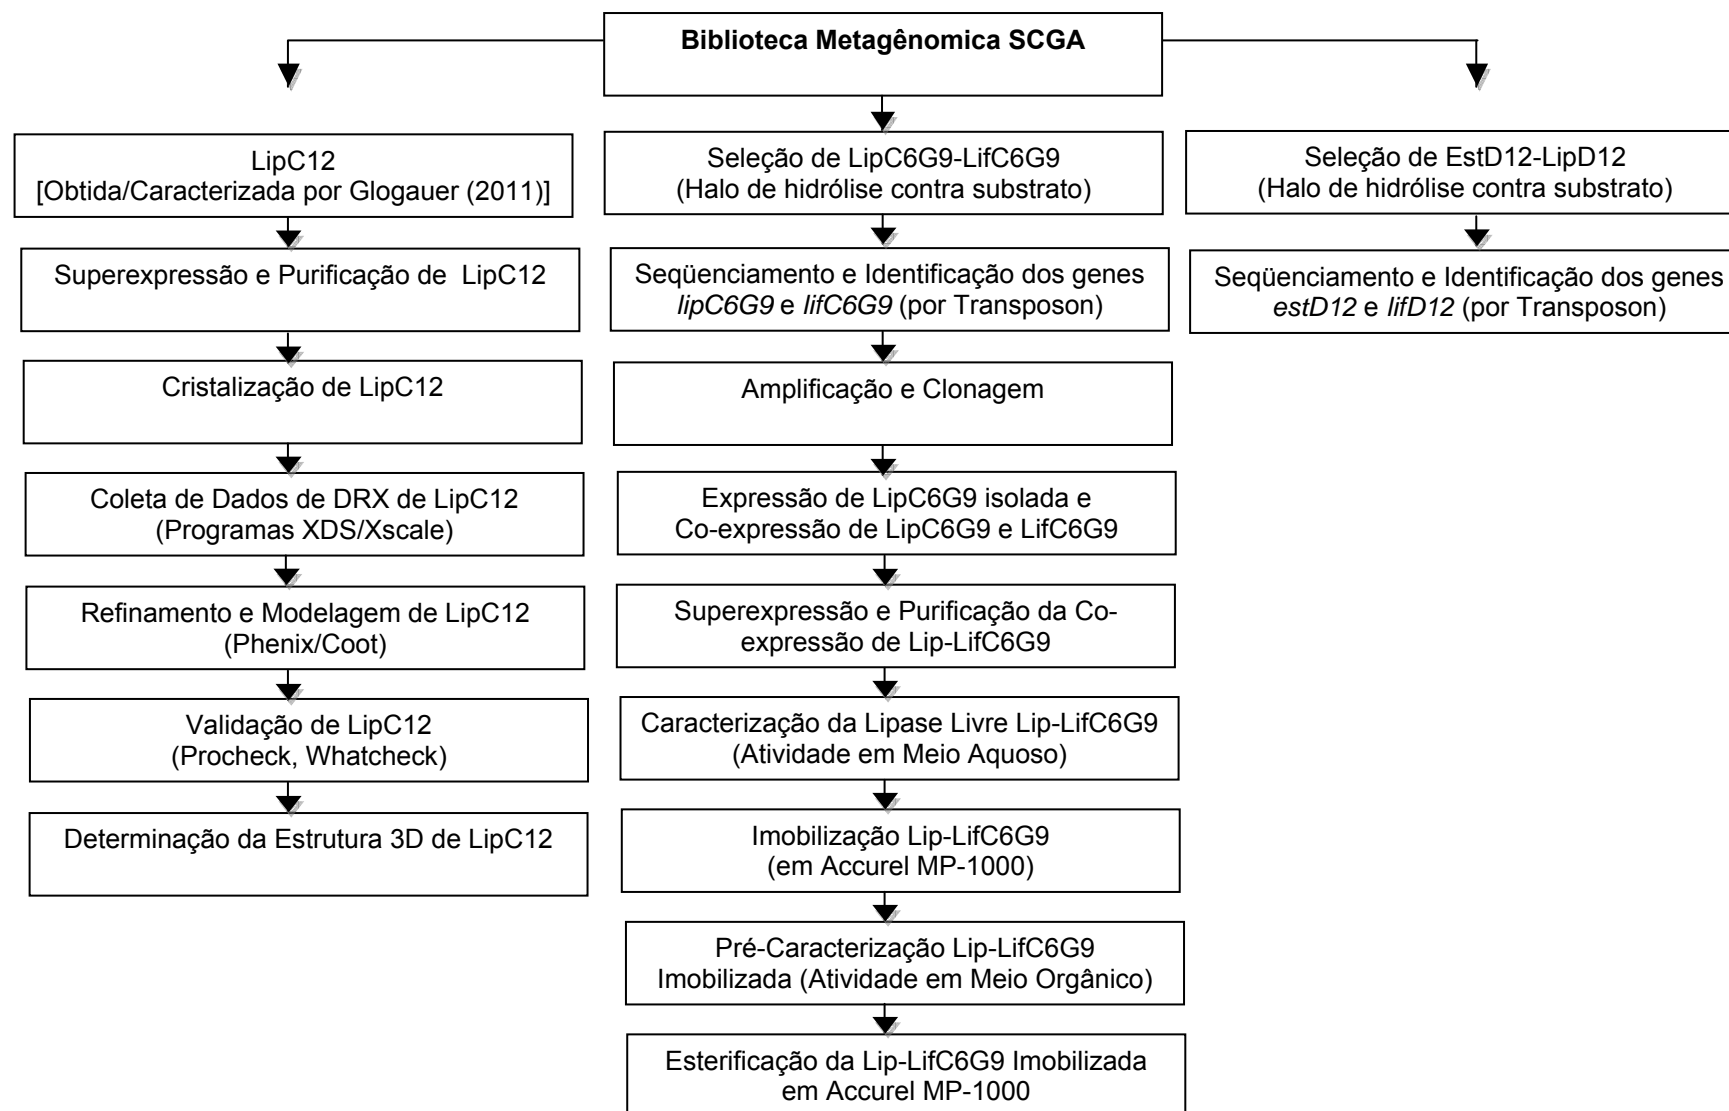 Biblioteca Metagênomica SCGA
LipC12
[Obtida/Caracterizada por Glogauer (2011)]
Superexpressão e Purificação de LipC12
Cristalização de LipC12
Coleta de Dados de DRX de LipC12
(Programas XDS/Xscale)
Refinamento e Modelagem de LipC12
(Phenix/Coot)
Validação de LipC12
(Procheck, Whatcheck)
Determinação da Estrutura 3D de LipC12
Seleção de LipC6G9-LifC6G9
(Halo de hidrólise contra substrato)
Seqüenciamento e Identificação dos genes
lipC6G9 e lifC6G9 (por Transposon)
Amplificação e Clonagem
Expressão de LipC6G9 isolada e
Co-expressão de LipC6G9 e LifC6G9
Superexpressão e Purificação da Co-
expressão de Lip-LifC6G9
Caracterização da Lipase Livre Lip-LifC6G9
(Atividade em Meio Aquoso)
Imobilização Lip-LifC6G9
(em Accurel MP-1000)
Pré-Caracterização Lip-LifC6G9
Imobilizada (Atividade em Meio Orgânico)
Esterificação da Lip-LifC6G9 Imobilizada
em Accurel MP-1000
Seleção de EstD12-LipD12
(Halo de hidrólise contra substrato)
Seqüenciamento e Identificação dos genes
estD12 e lifD12 (por Transposon)